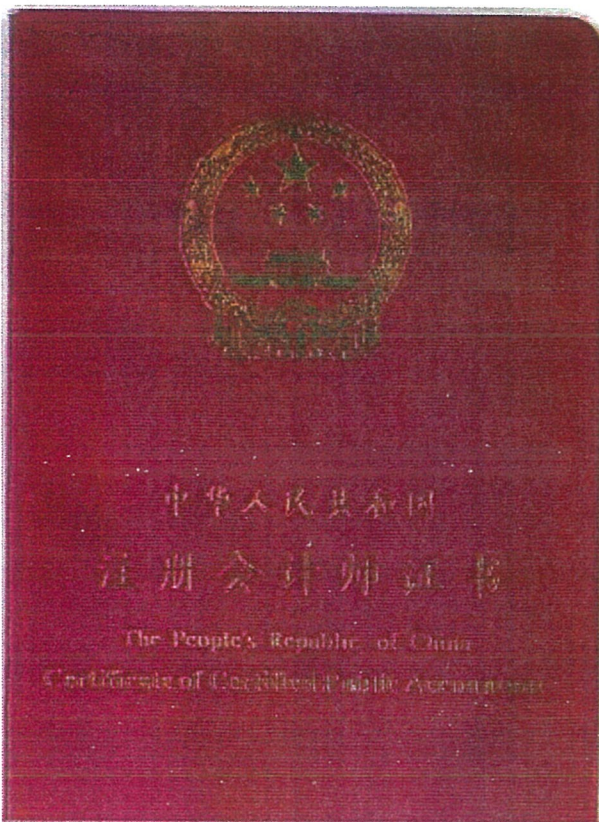 中华人民共和国
注册会计师证书
The People's Republic of China
Certificate of Certified Public Accountant